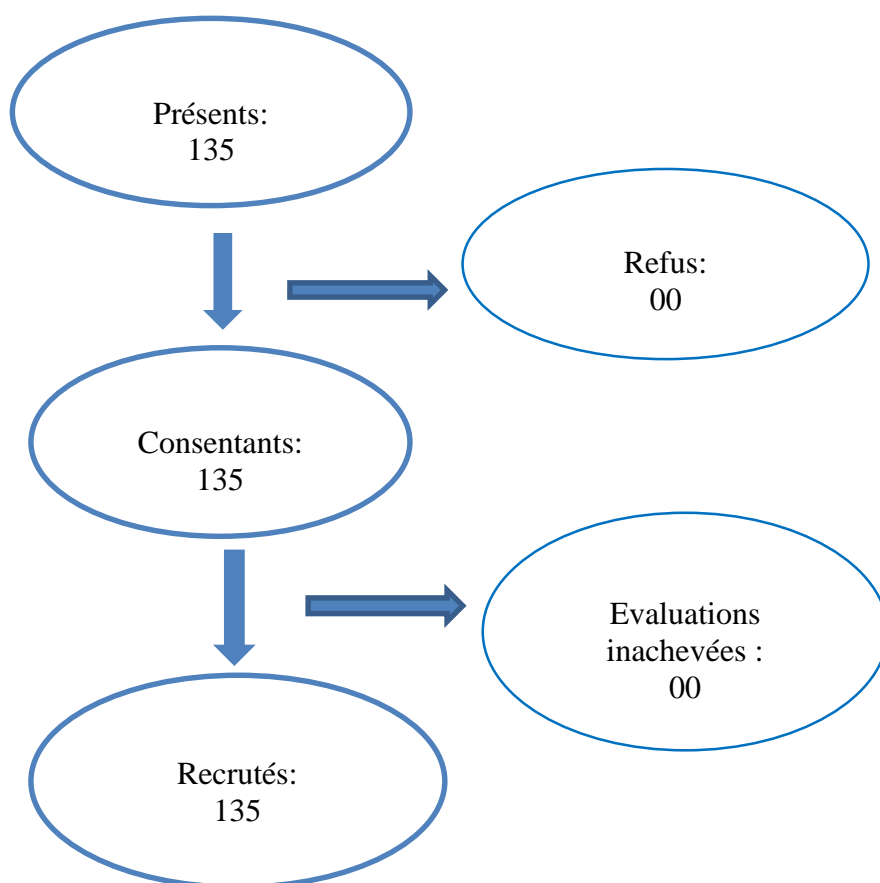 Présents:
135
Refus:
00
Consentants:
135
Evaluations
inachevées :
00
Recrutés:
135